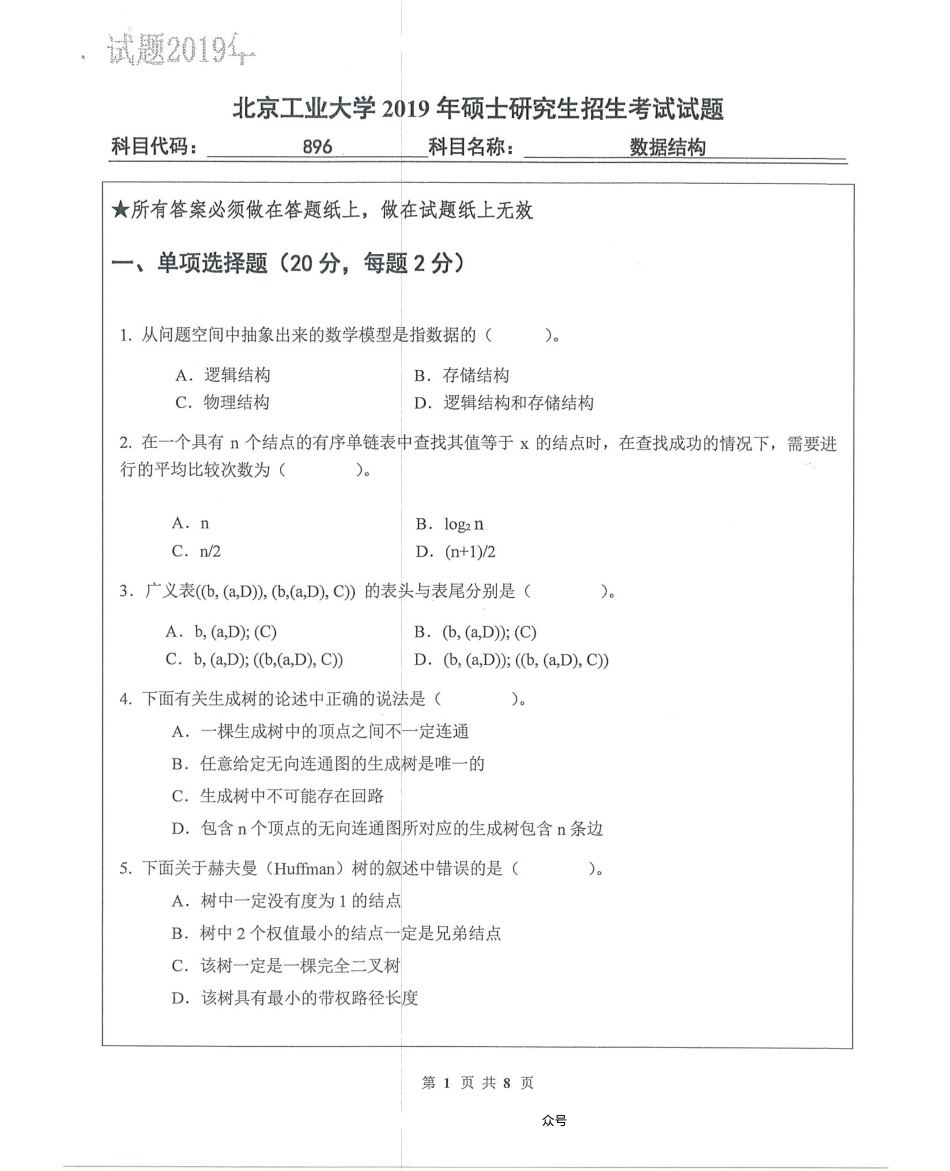 试题2019年
北京工业大学 2019 年硕士研究生招生考试试题
科目代码： 896 科目名称： 数据结构
★所有答案必须做在答题纸上，做在试题纸上无效
一、单项选择题（20 分，每题 2 分）
1. 从问题空间中抽象出来的数学模型是指数据的（ ）。
A．逻辑结构 B．存储结构
C．物理结构 D．逻辑结构和存储结构
2. 在一个具有 n 个结点的有序单链表中查找其值等于 x 的结点时，在查找成功的情况下，需要进
行的平均比较次数为（ ）。
A．n B．log₂ n
C．n/2 D．(n+1)/2
3．广义表((b, (a,D)), (b,(a,D), C)) 的表头与表尾分别是（ ）。
A．b, (a,D); (C) B．(b, (a,D)); (C)
C．b, (a,D); ((b,(a,D), C)) D．(b, (a,D)); ((b, (a,D), C))
4. 下面有关生成树的论述中正确的说法是（ ）。
A．一棵生成树中的顶点之间不一定连通
B．任意给定无向连通图的生成树是唯一的
C．生成树中不可能存在回路
D．包含 n 个顶点的无向连通图所对应的生成树包含 n 条边
5. 下面关于赫夫曼（Huffman）树的叙述中错误的是（ ）。
A．树中一定没有度为 1 的结点
B．树中 2 个权值最小的结点一定是兄弟结点
C．该树一定是一棵完全二叉树
D．该树具有最小的带权路径长度
第 1 页 共 8 页
众号